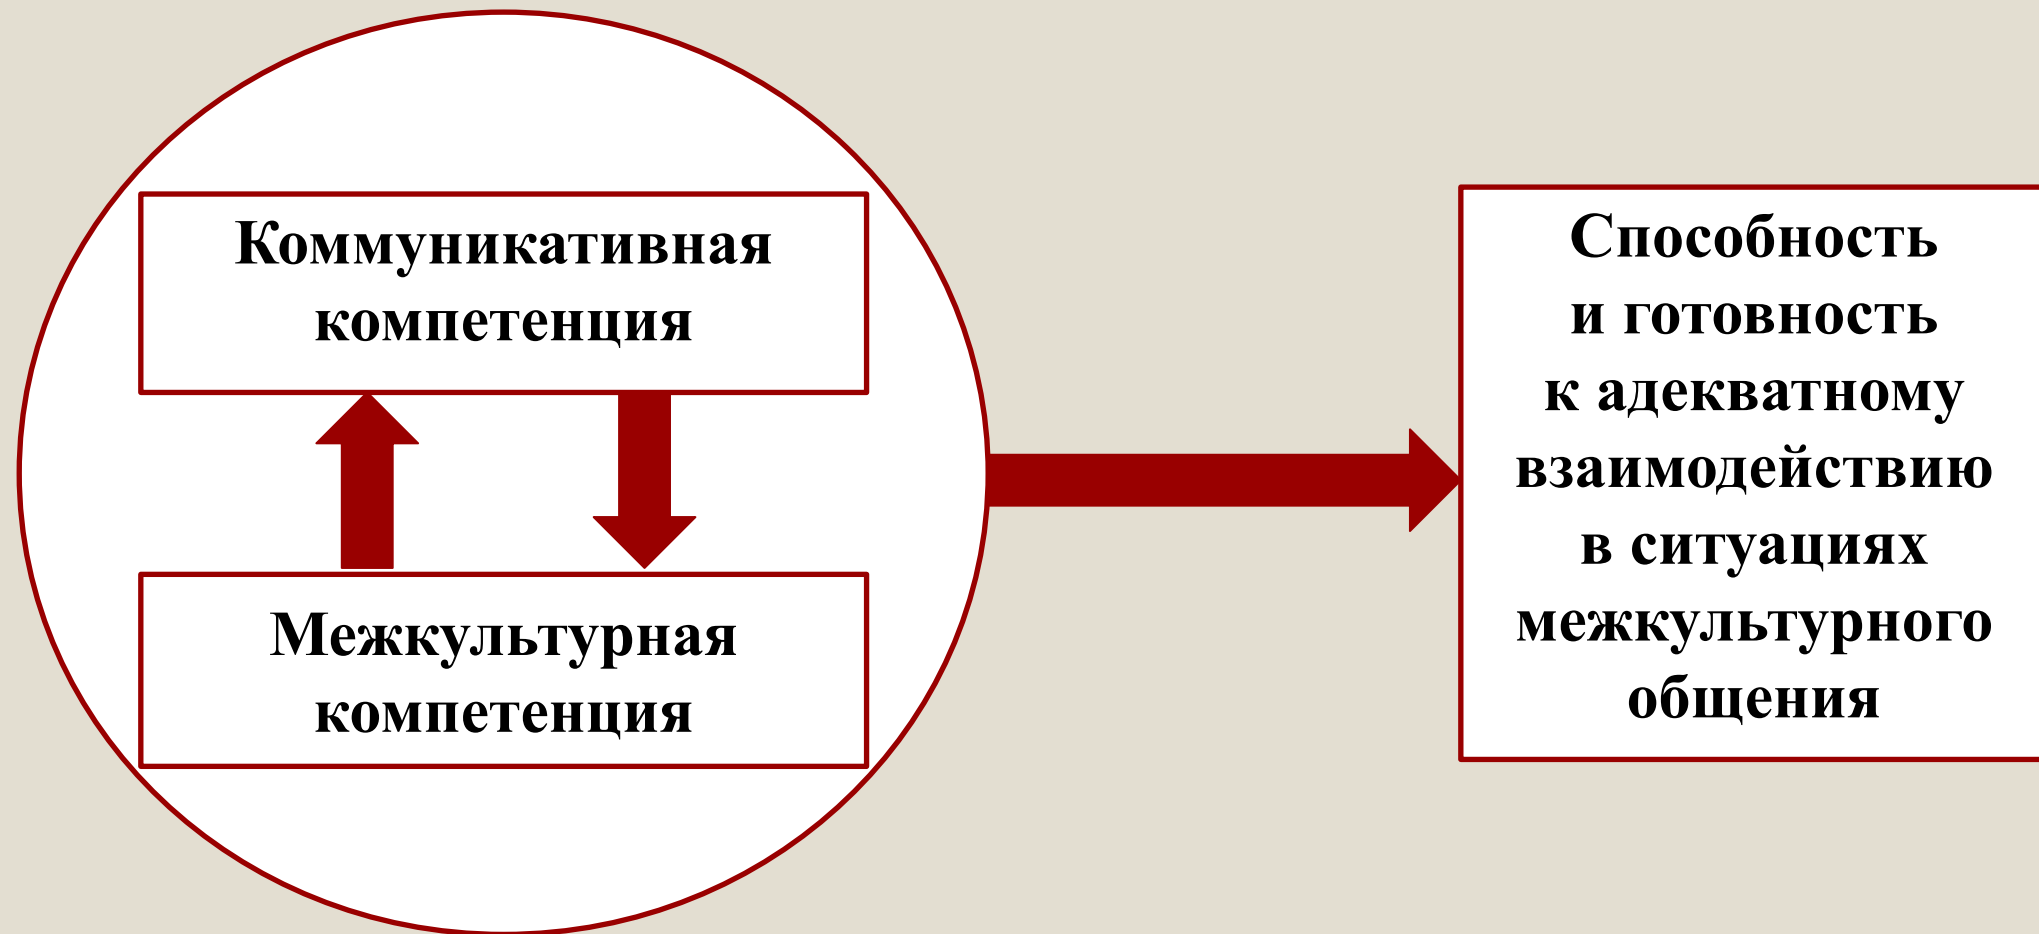 Коммуникативная
компетенция
Межкультурная
компетенция
Способность
и готовность
к адекватному
взаимодействию
в ситуациях
межкультурного
общения